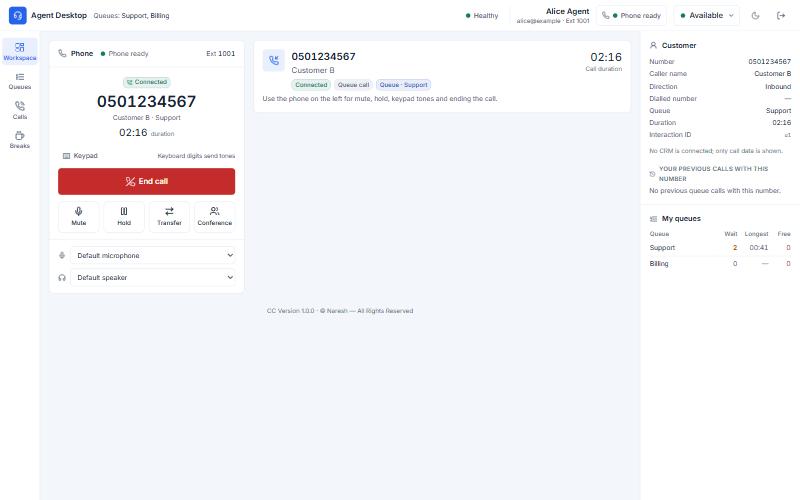 Agent Desktop Queues: Support, Billing
Healthy
Alice Agent
alice@example · Ext 1001
Phone ready
Available
Workspace
Queues
Calls
Breaks
Phone Phone ready Ext 1001
Connected
0501234567
Customer B · Support
02:16 duration
Keypad Keyboard digits send tones
End call
Mute Hold Transfer Conference
Default microphone
Default speaker
0501234567
Customer B
02:16
Call duration
Connected Queue call Queue · Support
Use the phone on the left for mute, hold, keypad tones and ending the call.
CC Version 1.0.0 · © Naresh — All Rights Reserved
Customer
Number 0501234567
Caller name Customer B
Direction Inbound
Dialled number —
Queue Support
Duration 02:16
Interaction ID
No CRM is connected; only call data is shown.
YOUR PREVIOUS CALLS WITH THIS
NUMBER
No previous queue calls with this number.
My queues
Queue Wait Longest Free
Support 2 00:41 0
Billing 0 — 0